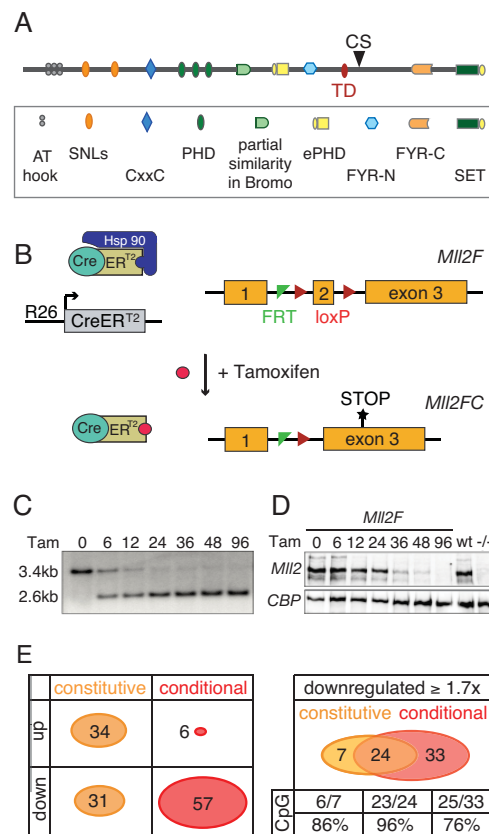 A
CS
TD
AT hook
SNLs
CxxC
PHD
partial similarity in Bromo
ePHD
FYR-N
FYR-C
SET
B
Hsp 90
Cre ER T2
R26
CreER T2
Mll2F
1 2 exon 3
FRT loxP
+ Tamoxifen
Cre ER T2
STOP
Mll2FC
1 exon 3
C
Tam 0 6 12 24 36 48 96
3.4kb
2.6kb
D
Mll2F
Tam 0 6 12 24 36 48 96 wt -/-
Mll2
CBP
E
constitutive conditional
up 34 6
down 31 57
downregulated ≥ 1.7x
constitutive conditional
7 24 33
CpG 6/7 23/24 25/33
86% 96% 76%